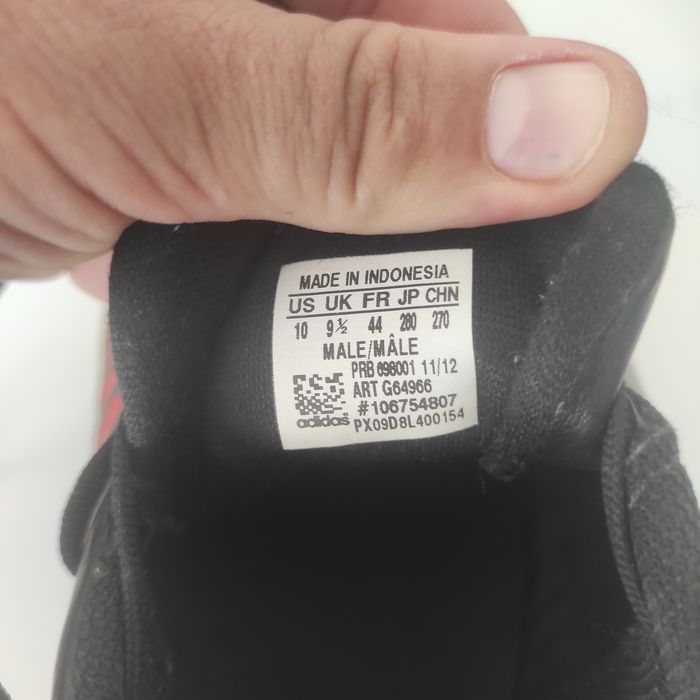 MADE IN INDONESIA
US UK FR JP CHN
10 9½ 44 280 270
MALE/MÂLE
PRB 698001 11/12
ART G64966
#106754807
adidas PX09D8L400154